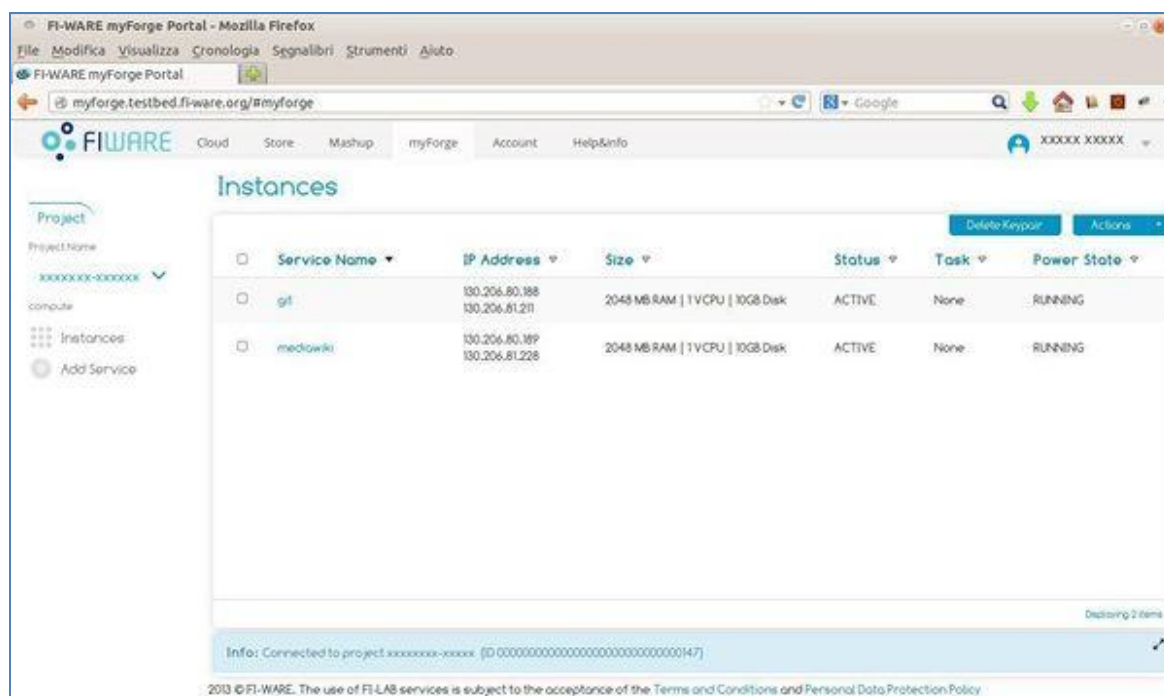 FI-WARE myForge Portal - Mozilla Firefox
File Modifica Visualizza Cronologia Segnalibri Strumenti Aiuto
FI-WARE myForge Portal
myforge.testbed.fi-ware.org/#myforge Google
FIWARE Cloud Store Mashup myForge Account Help&Info XXXXX XXXXX
Instances
Project
Delete Keypair Actions
Project Name
Service Name IP Address Size Status Task Power State
xxxxxxx-xxxxxx
git 130.206.80.188 2048 MB RAM | 1 VCPU | 10GB Disk ACTIVE None RUNNING
130.206.81.211
compute
Instances
mediawiki 130.206.80.189 2048 MB RAM | 1 VCPU | 10GB Disk ACTIVE None RUNNING
130.206.81.228
Add Service
Displaying 2 items
Info: Connected to project xxxxxxxx-xxxxx (ID
2013 © FI-WARE. The use of FI-LAB services is subject to the acceptance of the Terms and Conditions and Personal Data Protection Policy